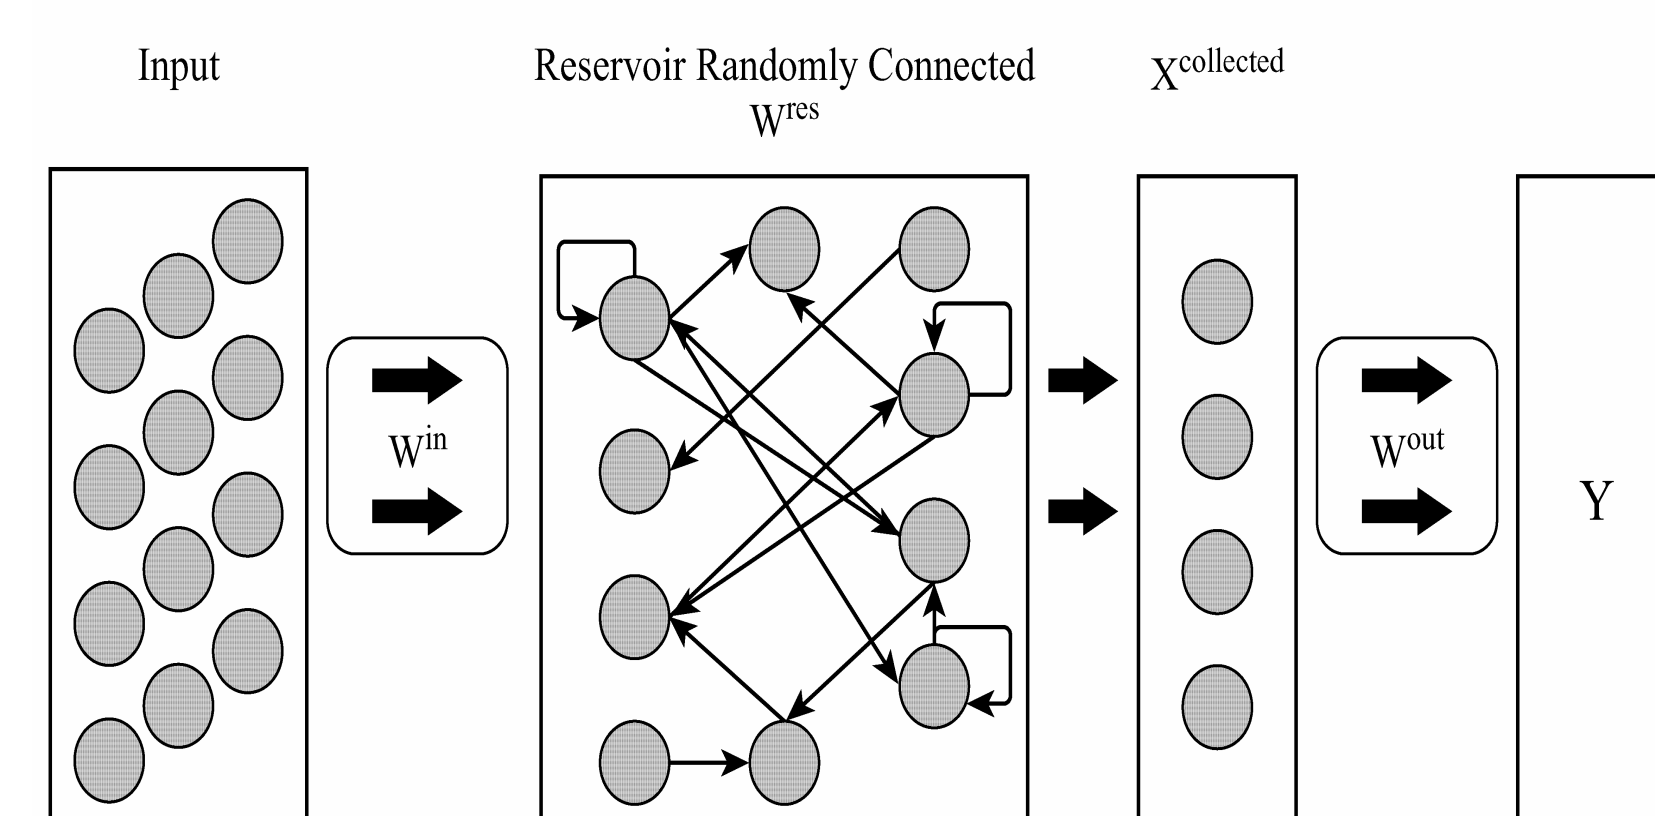 Input
Reservoir Randomly Connected
W^res
X^collected
W^in
W^out
Y